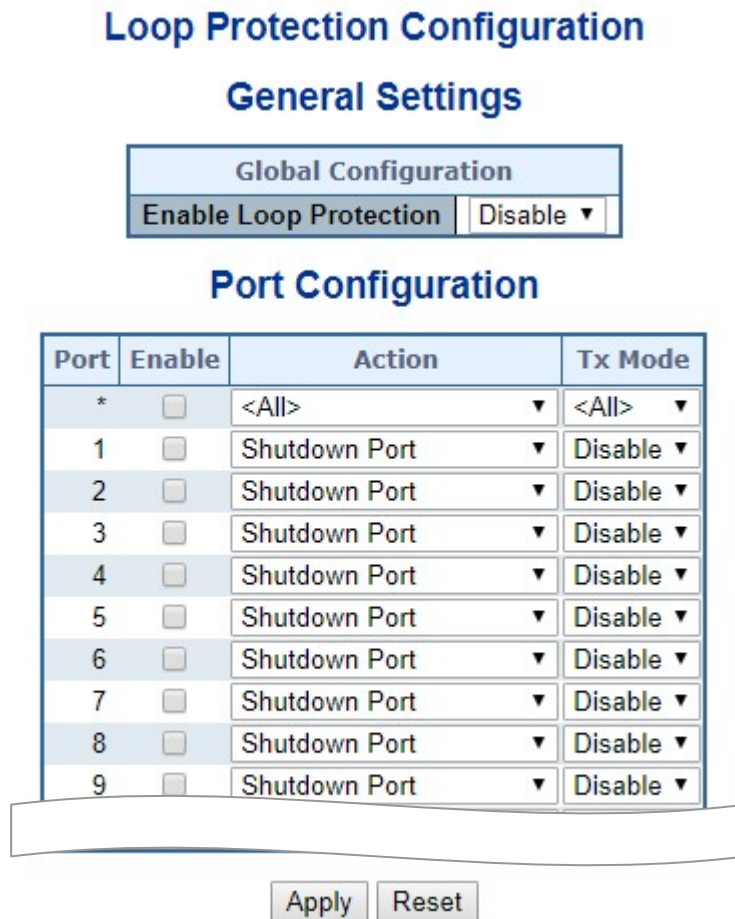 Loop Protection Configuration
General Settings
Global Configuration
Enable Loop Protection Disable
Port Configuration
Port Enable Action Tx Mode
* <All> <All>
1 Shutdown Port Disable
2 Shutdown Port Disable
3 Shutdown Port Disable
4 Shutdown Port Disable
5 Shutdown Port Disable
6 Shutdown Port Disable
7 Shutdown Port Disable
8 Shutdown Port Disable
9 Shutdown Port Disable
Apply Reset